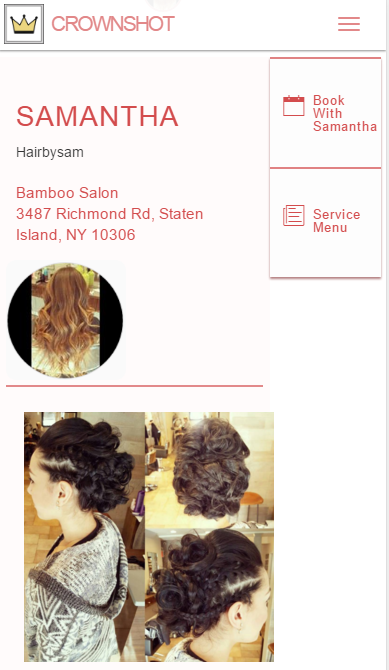 CROWNSHOT
SAMANTHA
Hairbysam
Bamboo Salon
3487 Richmond Rd, Staten
Island, NY 10306
Book
With
Samantha
Service
Menu